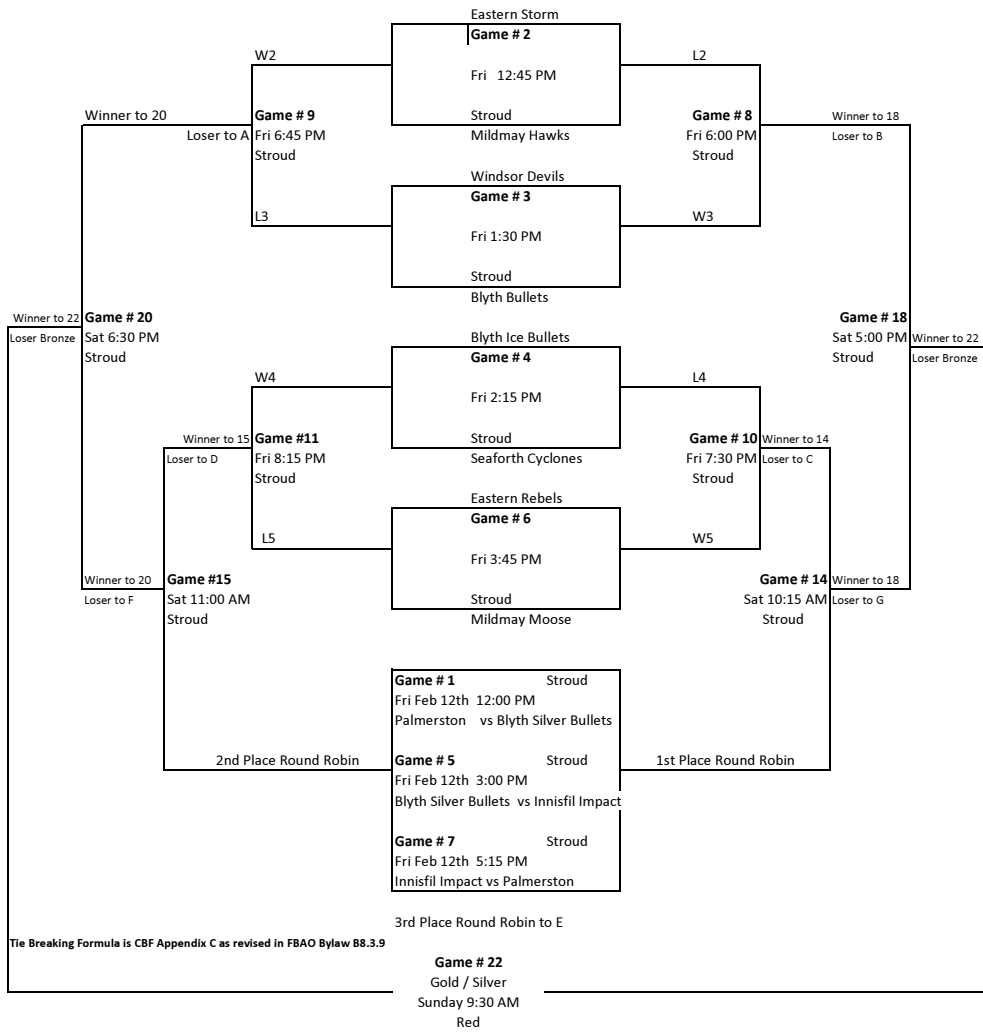 Eastern Storm
Game # 2
W2
L2
Fri 12:45 PM
Winner to 20
Game # 9
Stroud
Game # 8
Winner to 18
Loser to A
Fri 6:45 PM
Mildmay Hawks
Fri 6:00 PM
Loser to B
Stroud
Stroud
Windsor Devils
Game # 3
L3
W3
Fri 1:30 PM
Stroud
Blyth Bullets
Winner to 22
Game # 20
Game # 18
Loser Bronze
Sat 6:30 PM
Blyth Ice Bullets
Sat 5:00 PM
Winner to 22
Stroud
Game # 4
Stroud
Loser Bronze
W4
L4
Fri 2:15 PM
Winner to 15
Game #11
Stroud
Game # 10
Winner to 14
Loser to D
Fri 8:15 PM
Seaforth Cyclones
Fri 7:30 PM
Loser to C
Stroud
Stroud
Eastern Rebels
Game # 6
L5
W5
Fri 3:45 PM
Winner to 20
Game #15
Game # 14
Winner to 18
Loser to F
Sat 11:00 AM
Stroud
Sat 10:15 AM
Loser to G
Stroud
Mildmay Moose
Stroud
Game # 1 Stroud
Fri Feb 12th 12:00 PM
Palmerston vs Blyth Silver Bullets
2nd Place Round Robin
Game # 5 Stroud
1st Place Round Robin
Fri Feb 12th 3:00 PM
Blyth Silver Bullets vs Innisfil Impact
Game # 7 Stroud
Fri Feb 12th 5:15 PM
Innisfil Impact vs Palmerston
3rd Place Round Robin to E
Tie Breaking Formula is CBF Appendix C as revised in FBAO Bylaw B8.3.9
Game # 22
Gold / Silver
Sunday 9:30 AM
Red